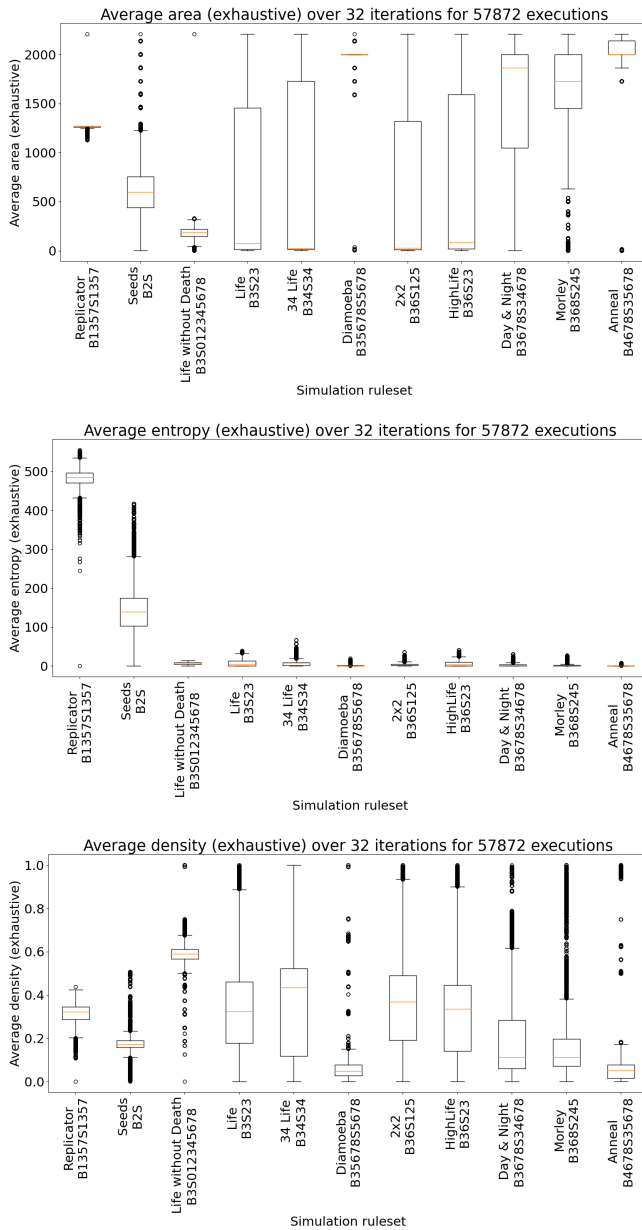 Average area (exhaustive) over 32 iterations for 57872 executions
Average area (exhaustive)
2000
1500
1000
500
0
Replicator
B1357S1357
Seeds
B2S
Life without Death
B3S012345678
Life
B3S23
34 Life
B34S34
Diamoeba
B35678S5678
2x2
B36S125
HighLife
B36S23
Day & Night
B3678S34678
Morley
B368S245
Anneal
B4678S35678
Simulation ruleset
Average entropy (exhaustive) over 32 iterations for 57872 executions
Average entropy (exhaustive)
500
400
300
200
100
0
Replicator
B1357S1357
Seeds
B2S
Life without Death
B3S012345678
Life
B3S23
34 Life
B34S34
Diamoeba
B35678S5678
2x2
B36S125
HighLife
B36S23
Day & Night
B3678S34678
Morley
B368S245
Anneal
B4678S35678
Simulation ruleset
Average density (exhaustive) over 32 iterations for 57872 executions
Average density (exhaustive)
1.0
0.8
0.6
0.4
0.2
0.0
Replicator
B1357S1357
Seeds
B2S
Life without Death
B3S012345678
Life
B3S23
34 Life
B34S34
Diamoeba
B35678S5678
2x2
B36S125
HighLife
B36S23
Day & Night
B3678S34678
Morley
B368S245
Anneal
B4678S35678
Simulation ruleset